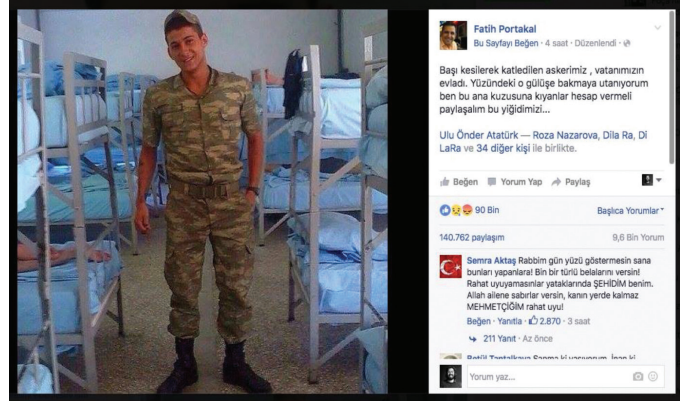 Fatih Portakal
Bu Sayfayı Beğen · 4 saat · Düzenlendi ·
Başı kesilerek katledilen askerimiz , vatanımızın
evladı. Yüzündeki o gülüşe bakmaya utanıyorum
ben bu ana kuzusuna kıyanlar hesap vermeli
paylaşalım bu yiğidimizi...
Ulu Önder Atatürk — Roza Nazarova, Dila Ra, Di
LaRa ve 34 diğer kişi ile birlikte.
Beğen Yorum Yap Paylaş
90 Bin Başlıca Yorumlar
140.762 paylaşım 9,6 Bin Yorum
Semra Aktaş Rabbim gün yüzü göstermesin sana
bunları yapanlara! Bin bir türlü belalarını versin!
Rahat uyuyamasınlar yataklarında ŞEHİDİM benim.
Allah ailene sabırlar versin, kanın yerde kalmaz
MEHMETÇİĞİM rahat uyu!
Beğen · Yanıtla · 2.870 · 3 saat
211 Yanıt · Az önce
Yorum yaz...